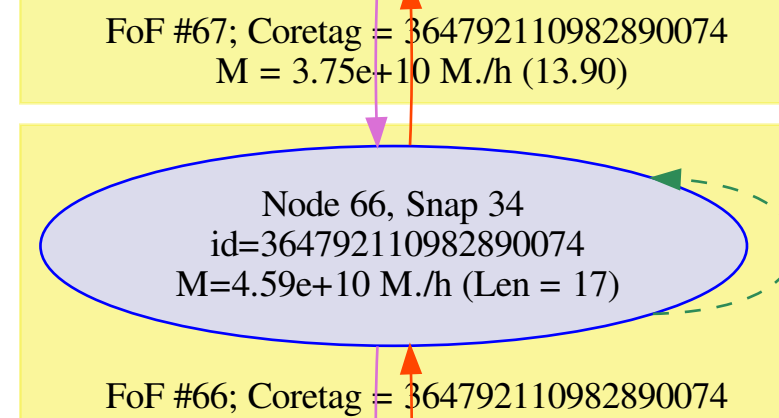 FoF #67; Coretag = 364792110982890074
M = 3.75e+10 M./h (13.90)
Node 66, Snap 34
id=364792110982890074
M=4.59e+10 M./h (Len = 17)
FoF #66; Coretag = 364792110982890074